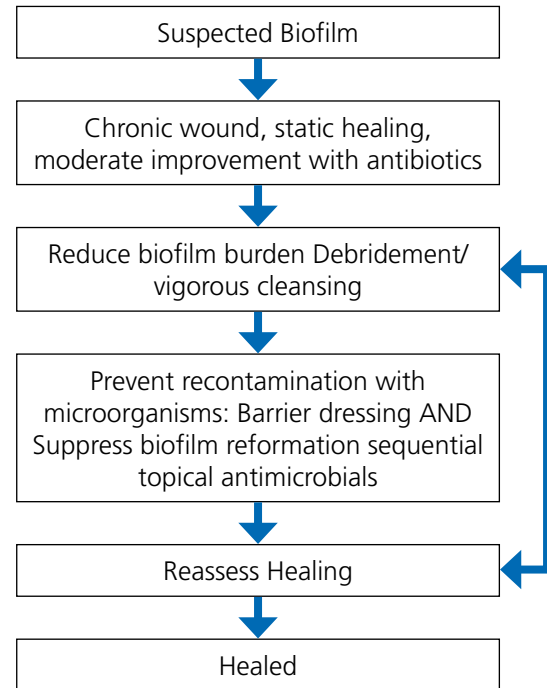 Suspected Biofilm
Chronic wound, static healing,
moderate improvement with antibiotics
Reduce biofilm burden Debridement/
vigorous cleansing
Prevent recontamination with
microorganisms: Barrier dressing AND
Suppress biofilm reformation sequential
topical antimicrobials
Reassess Healing
Healed